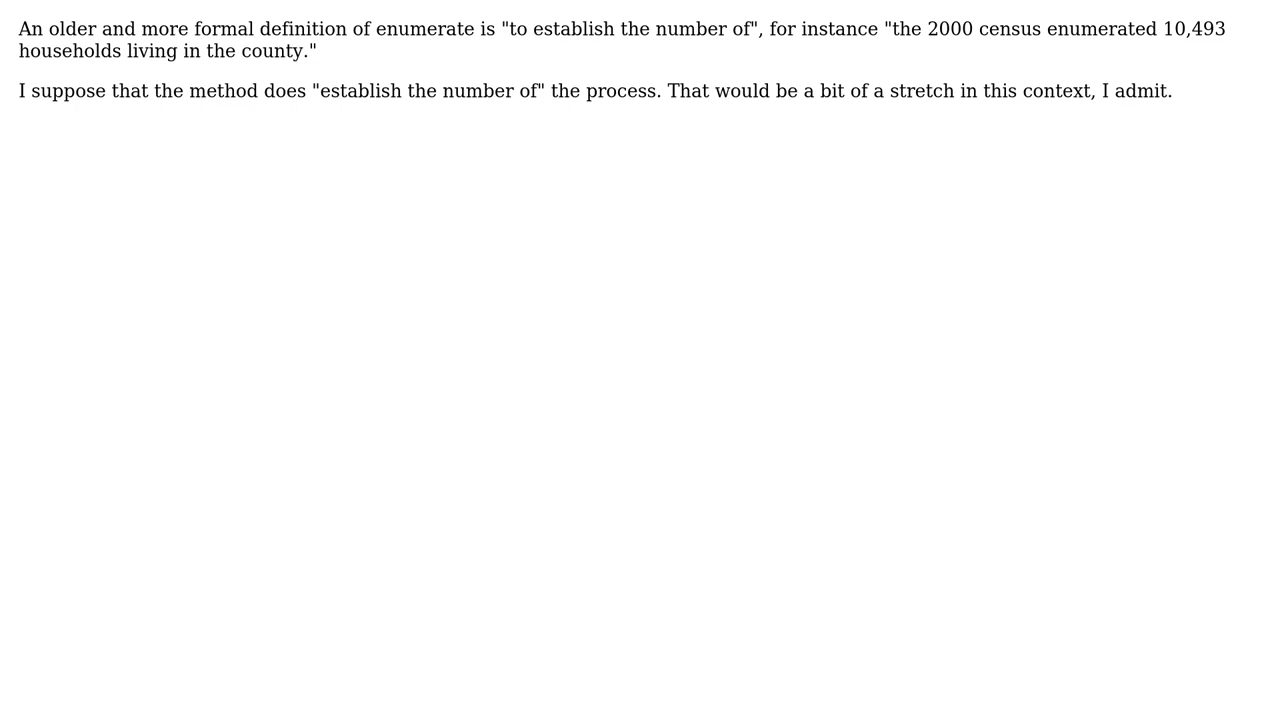 An older and more formal definition of enumerate is "to establish the number of", for instance "the 2000 census enumerated 10,493
households living in the county."
I suppose that the method does "establish the number of" the process. That would be a bit of a stretch in this context, I admit.